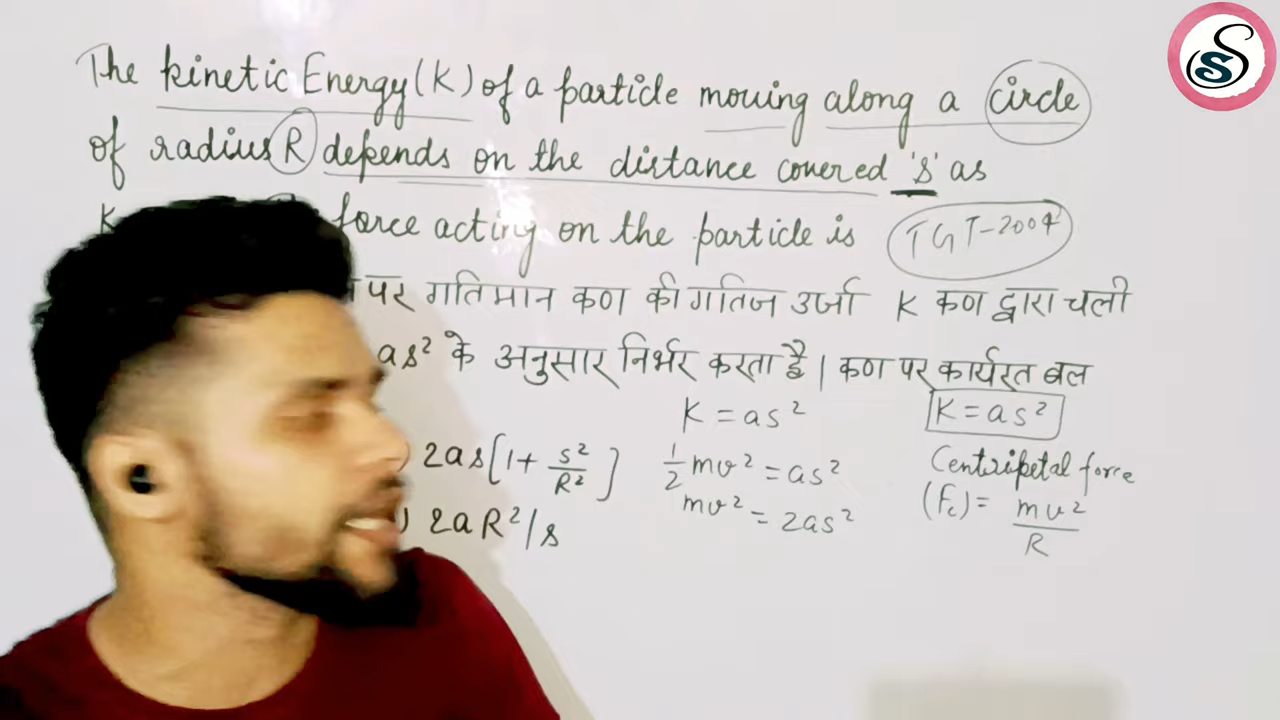 The kinetic Energy(K) of a particle moving along a circle
of radius R depends on the distance covered 's' as
K force acting on the particle is TGT-2004
पर गतिमान कण की गतिज उर्जा K कण द्वारा चली
as² के अनुसार निर्भर करता है। कण पर कार्यरत बल
2as[1+ s²/R²]
2aR²/s
K = as²
½mv² = as²
mv² = 2as²
K = as²
Centripetal force
(Fc) = mv²/R
SS